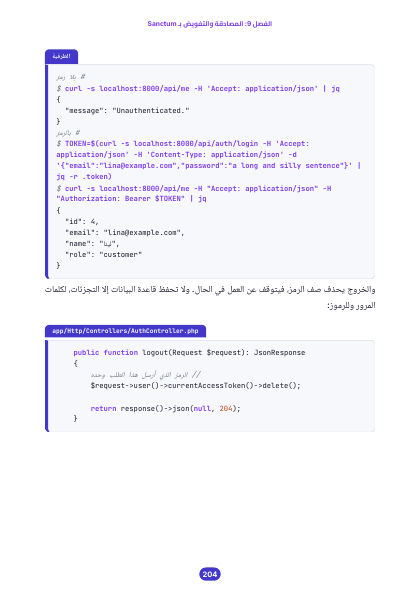 الفصل 9: المصادقة والتفويض بـ Sanctum
الطرفية
# بلا رمز
$ curl -s localhost:8000/api/me -H 'Accept: application/json' | jq
{
  "message": "Unauthenticated."
}
# بالرمز
$ TOKEN=$(curl -s localhost:8000/api/auth/login -H 'Accept:
application/json' -H 'Content-Type: application/json' -d
'{"email":"lina@example.com","password":"a long and silly sentence"}' |
jq -r .token)
$ curl -s localhost:8000/api/me -H "Accept: application/json" -H
"Authorization: Bearer $TOKEN" | jq
{
  "id": 4,
  "email": "lina@example.com",
  "name": "لينا",
  "role": "customer"
}
والخروج يحذف صف الرمز، فيتوقف عن العمل في الحال. ولا تحفظ قاعدة البيانات إلا التجزئات، لكلمات
المرور وللرموز:
app/Http/Controllers/AuthController.php
    public function logout(Request $request): JsonResponse
    {
        // الرمز الذي أرسل هذا الطلب وحده
        $request->user()->currentAccessToken()->delete();
        return response()->json(null, 204);
    }
204